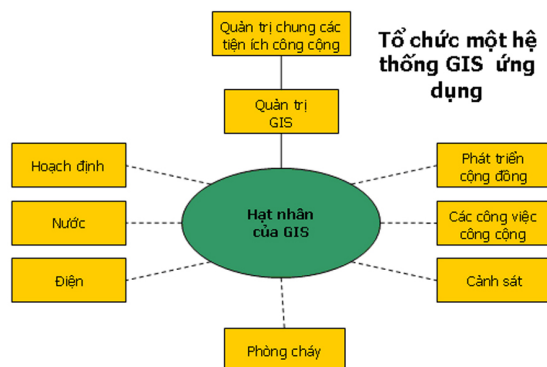 Quản trị chung các
tiện ích công cộng
Tổ chức một hệ
thống GIS ứng
dụng
Quản trị
GIS
Hoạch định
Phát triển
cộng đồng
Nước
Hạt nhân
của GIS
Các công việc
công cộng
Điện
Cảnh sát
Phòng cháy